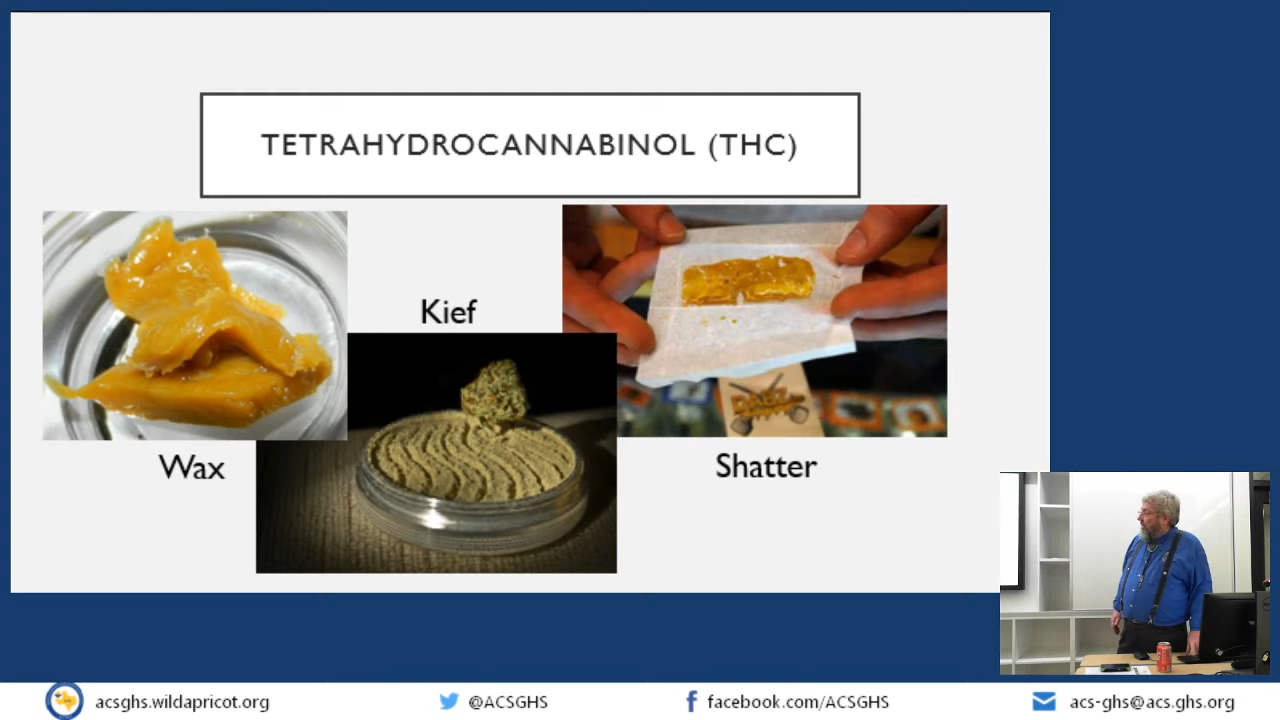 TETRAHYDROCANNABINOL (THC)
Kief
Wax
Shatter
acsghs.wildapricot.org
@ACSGHS
facebook.com/ACSGHS
acs-ghs@acs.ghs.org